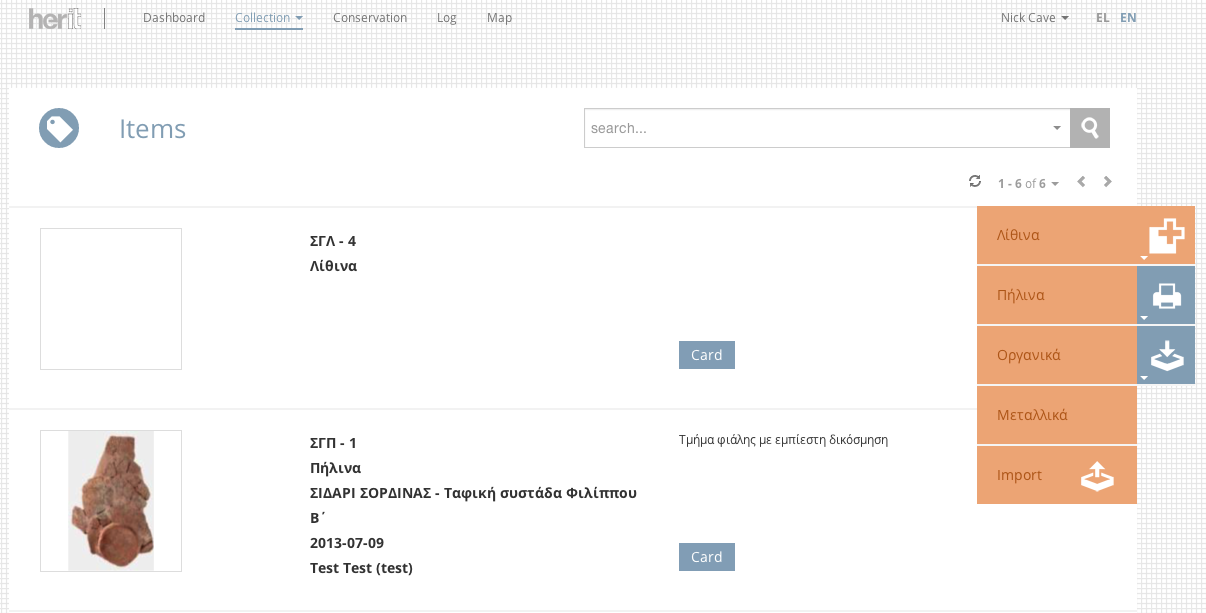 herit
Dashboard
Collection
Conservation
Log
Map
Nick Cave
EL
EN
Items
search...
1 - 6 of 6
ΣΓΛ - 4
Λίθινα
Card
Λίθινα
Πήλινα
Οργανικά
Μεταλλικά
Import
ΣΓΠ - 1
Πήλινα
ΣΙΔΑΡΙ ΣΟΡΔΙΝΑΣ - Ταφική συστάδα Φιλίππου
Β΄
2013-07-09
Test Test (test)
Τμήμα φιάλης με εμπίεστη δικόσμηση
Card